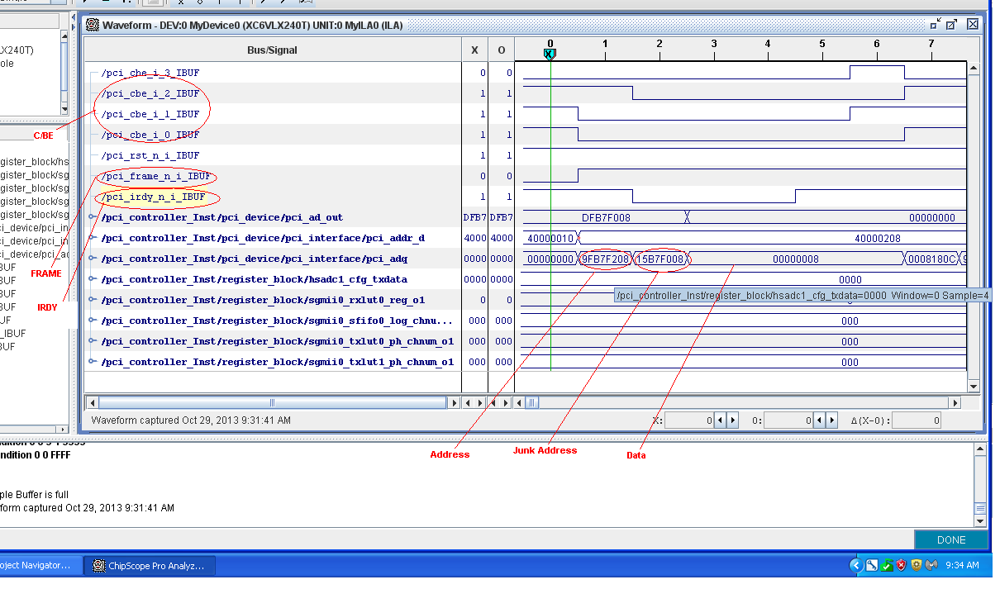 Waveform - DEV:0 MyDevice0 (XC6VLX240T) UNIT:0 MyILA0 (ILA)
LX240T)
ole
Bus/Signal X O 0 1 2 3 4 5 6 7
X
/pci_cbe_i_3_IBUF 0 0
/pci_cbe_i_2_IBUF 1 1
/pci_cbe_i_1_IBUF 1 1
C/BE
/pci_cbe_i_0_IBUF 1 1
/pci_rst_n_i_IBUF 1 1
/pci_frame_n_i_IBUF 0 0
/pci_irdy_n_i_IBUF 1 1
/pci_controller_Inst/pci_device/pci_ad_out DFB7 DFB7 DFB7F008 00000000
/pci_controller_Inst/pci_device/pci_interface/pci_addr_d 4000 4000 40000010 40000208
/pci_controller_Inst/pci_device/pci_interface/pci_adq 0000 0000 00000000 9FB7F208 15B7F008 00000008 0008180C 9
/pci_controller_Inst/register_block/hsadc1_cfg_txdata 0000 0000 0000
/pci_controller_Inst/register_block/hsadc1_cfg_txdata=0000 Window=0 Sample=4
/pci_controller_Inst/register_block/sgmii0_rxlut0_reg_o1 0 0
/pci_controller_Inst/register_block/sgmii0_sfifo0_log_chnu... 000 000 000
/pci_controller_Inst/register_block/sgmii0_txlut0_ph_chnum_o1 000 000 000
/pci_controller_Inst/register_block/sgmii0_txlut1_ph_chnum_o1 000 000 000
gister_block/hs
gister_block/sg
gister_block/sg
gister_block/sg
gister_block/sg
ci_device/pci_in
ci_device/pci_in
ci_device/pci_ad
BUF
FRAME
BUF
BUF
IRDY
BUF
UF
_IBUF
BUF
Waveform captured Oct 29, 2013 9:31:41 AM X: 0 O: 0 Δ(X-O): 0
Address
Junk Address
Data
ndition 0 0 FFFF
ple Buffer is full
form captured Oct 29, 2013 9:31:41 AM
DONE
oject Navigator... ChipScope Pro Analyz... 9:34 AM